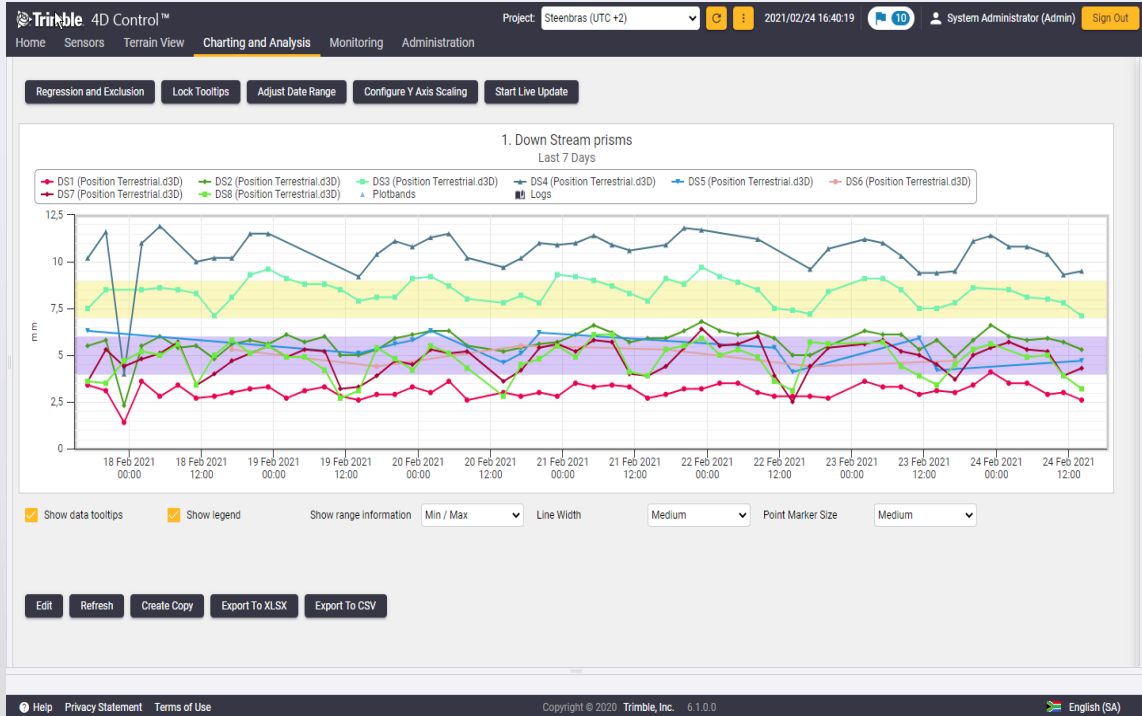 Trimble 4D Control™ Project: Steenbras (UTC +2) 2021/02/24 16:40:19 10 System Administrator (Admin) Sign Out
Home Sensors Terrain View Charting and Analysis Monitoring Administration
Regression and Exclusion Lock Tooltips Adjust Date Range Configure Y Axis Scaling Start Live Update
1. Down Stream prisms
Last 7 Days
DS1 (Position Terrestrial.d3D) DS2 (Position Terrestrial.d3D) DS3 (Position Terrestrial.d3D) DS4 (Position Terrestrial.d3D) DS5 (Position Terrestrial.d3D) DS6 (Position Terrestrial.d3D)
DS7 (Position Terrestrial.d3D) DS8 (Position Terrestrial.d3D) Plotbands Logs
12,5
10
7,5
mm
5
2,5
0
18 Feb 2021 18 Feb 2021 19 Feb 2021 19 Feb 2021 20 Feb 2021 20 Feb 2021 21 Feb 2021 21 Feb 2021 22 Feb 2021 22 Feb 2021 23 Feb 2021 23 Feb 2021 24 Feb 2021 24 Feb 2021
00:00 12:00 00:00 12:00 00:00 12:00 00:00 12:00 00:00 12:00 00:00 12:00 00:00 12:00
Show data tooltips Show legend Show range information Min / Max Line Width Medium Point Marker Size Medium
Edit Refresh Create Copy Export To XLSX Export To CSV
Help Privacy Statement Terms of Use Copyright © 2020 Trimble, Inc. 6.1.0.0 English (SA)